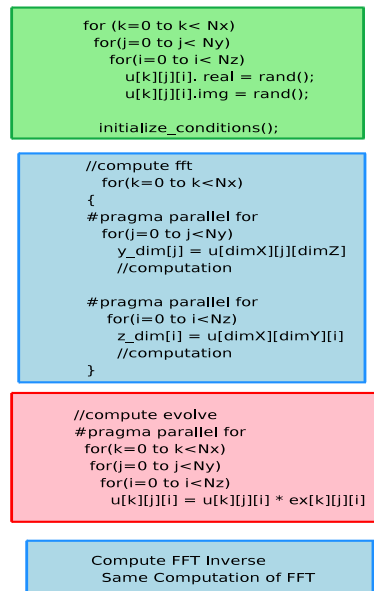 for (k=0 to k< Nx)
for(j=0 to j< Ny)
for(i=0 to i< Nz)
u[k][j][i]. real = rand();
u[k][j][i].img = rand();
initialize_conditions();
//compute fft
for(k=0 to k<Nx)
{
#pragma parallel for
for(j=0 to j<Ny)
y_dim[j] = u[dimX][j][dimZ]
//computation
#pragma parallel for
for(i=0 to i<Nz)
z_dim[i] = u[dimX][dimY][i]
//computation
}
//compute evolve
#pragma parallel for
for(k=0 to k<Nx)
for(j=0 to j<Ny)
for(i=0 to i<Nz)
u[k][j][i] = u[k][j][i] * ex[k][j][i]
Compute FFT Inverse
Same Computation of FFT